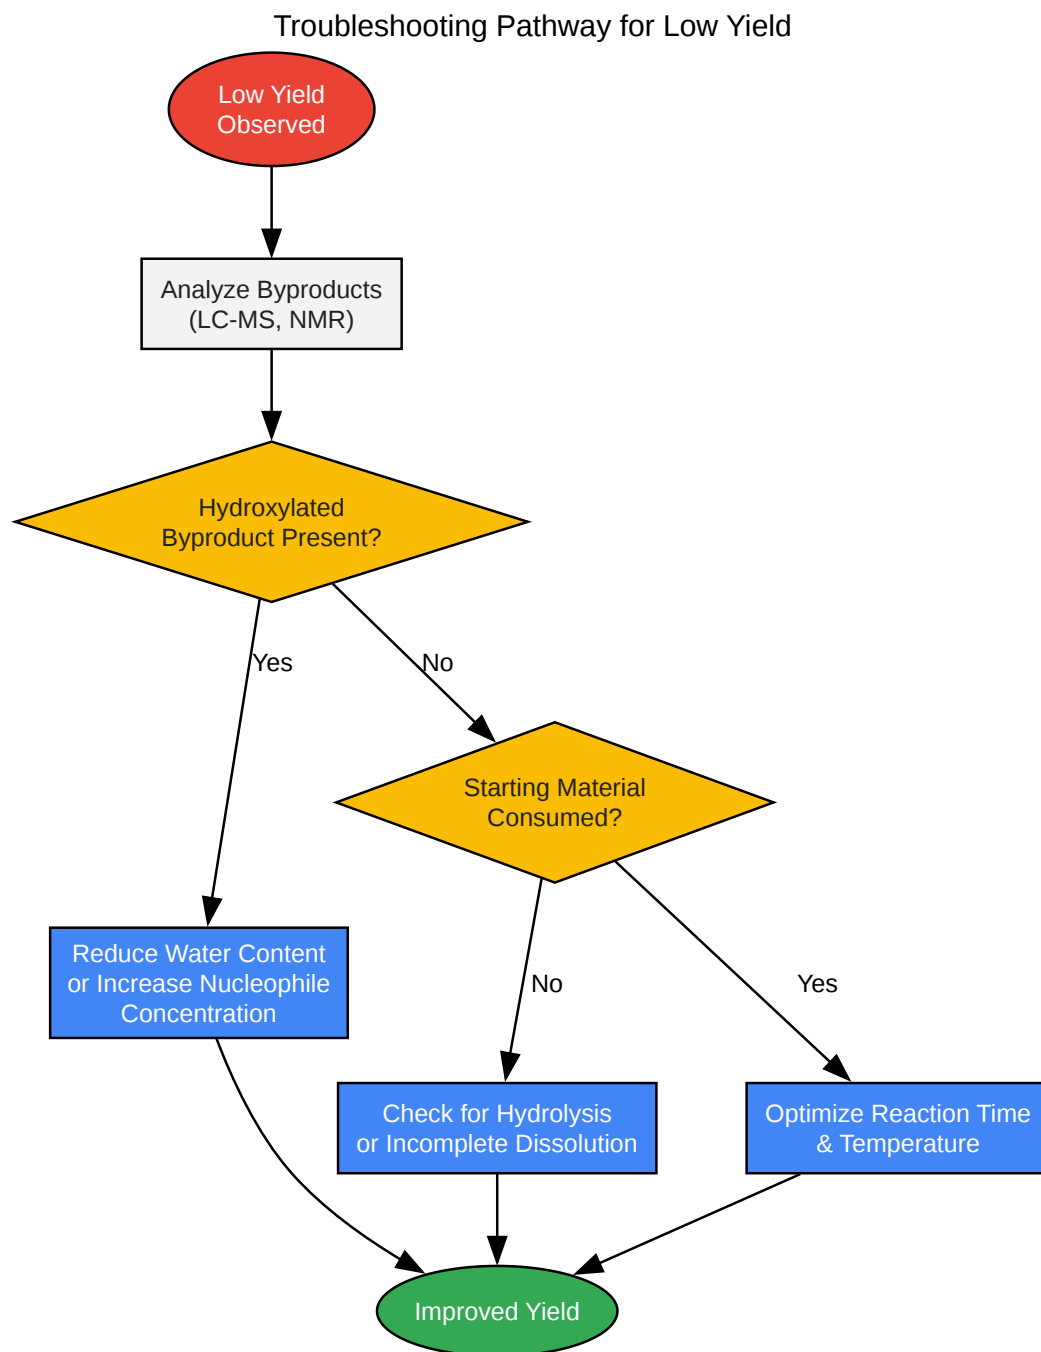 Troubleshooting Pathway for Low Yield
Low Yield
Observed
Analyze Byproducts
(LC-MS, NMR)
Hydroxylated
Byproduct Present?
Yes
No
Starting Material
Consumed?
Reduce Water Content
or Increase Nucleophile
Concentration
No
Yes
Check for Hydrolysis
or Incomplete Dissolution
Optimize Reaction Time
& Temperature
Improved Yield